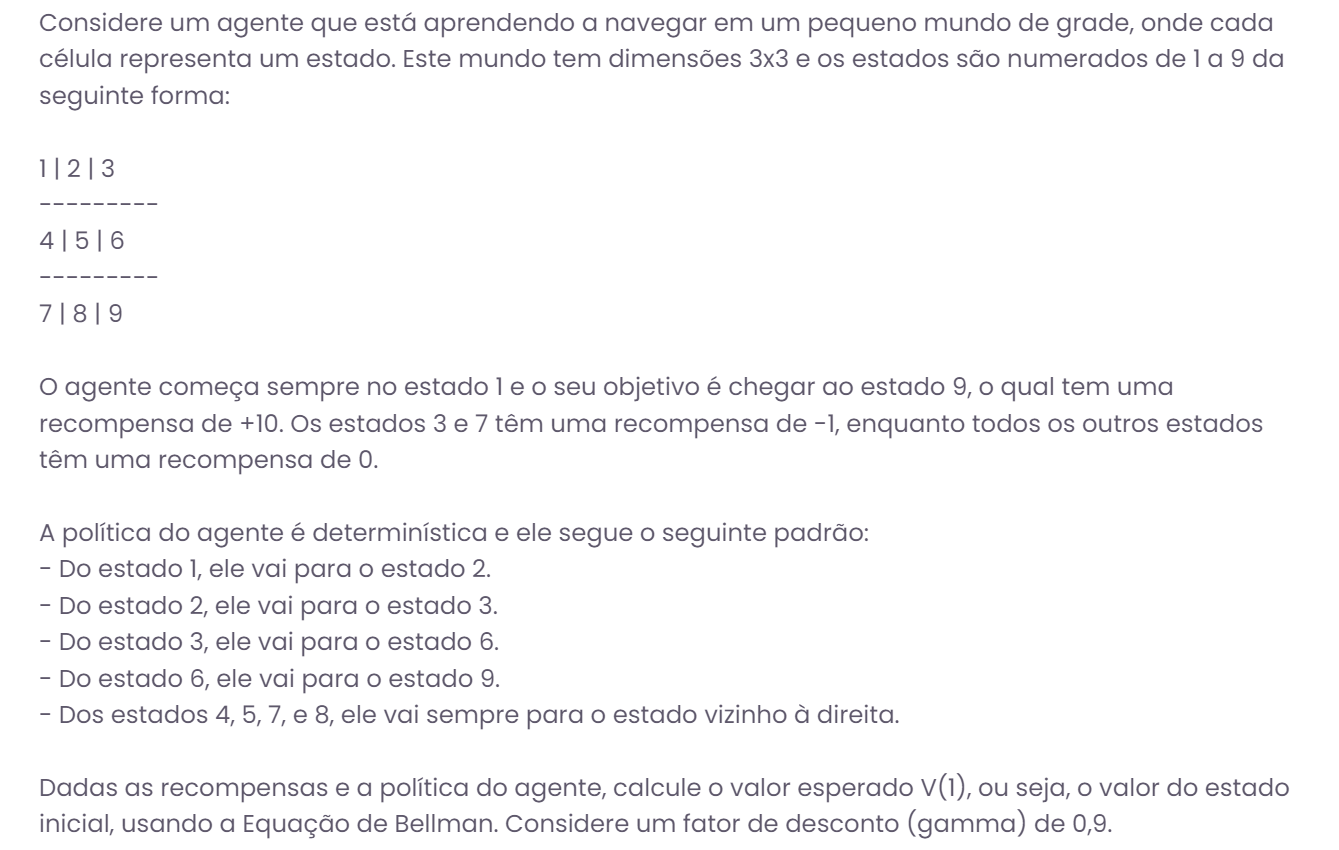 Considere um agente que está aprendendo a navegar em um pequeno mundo de grade, onde cada
célula representa um estado. Este mundo tem dimensões 3x3 e os estados são numerados de 1 a 9 da
seguinte forma:
1 | 2 | 3
---------
4 | 5 | 6
---------
7 | 8 | 9
O agente começa sempre no estado 1 e o seu objetivo é chegar ao estado 9, o qual tem uma
recompensa de +10. Os estados 3 e 7 têm uma recompensa de -1, enquanto todos os outros estados
têm uma recompensa de 0.
A política do agente é determinística e ele segue o seguinte padrão:
- Do estado 1, ele vai para o estado 2.
- Do estado 2, ele vai para o estado 3.
- Do estado 3, ele vai para o estado 6.
- Do estado 6, ele vai para o estado 9.
- Dos estados 4, 5, 7, e 8, ele vai sempre para o estado vizinho à direita.
Dadas as recompensas e a política do agente, calcule o valor esperado V(1), ou seja, o valor do estado
inicial, usando a Equação de Bellman. Considere um fator de desconto (gamma) de 0,9.